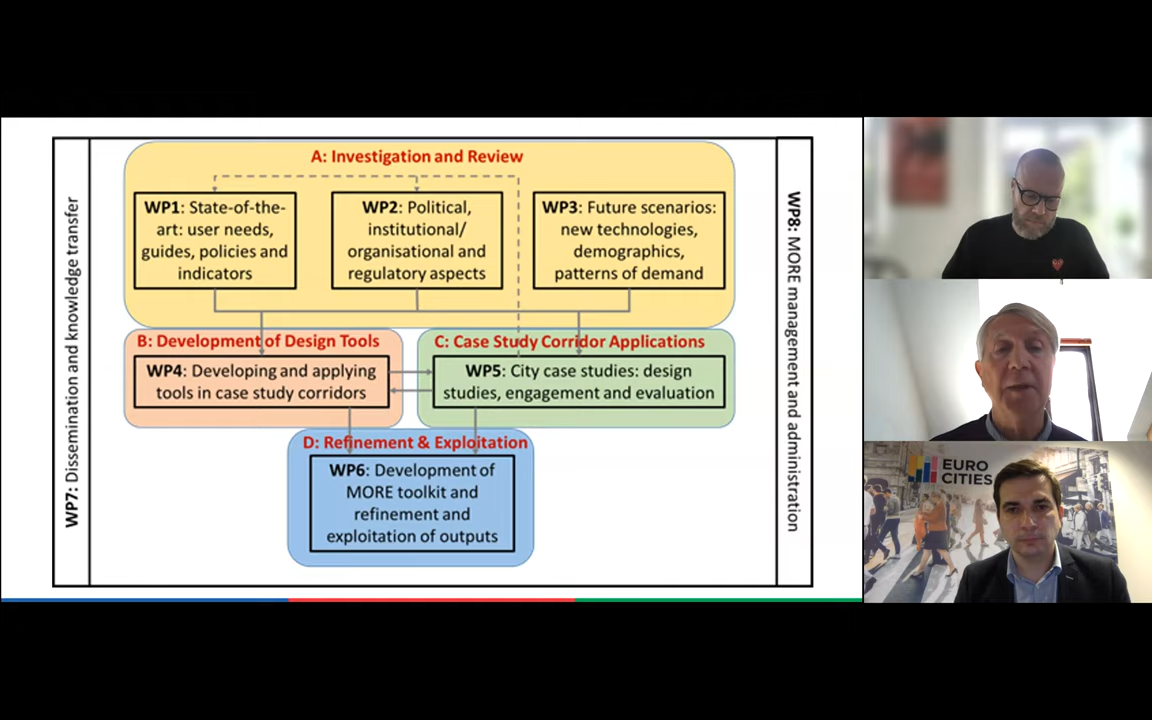 WP7: Dissemination and knowledge transfer
A: Investigation and Review
WP1: State-of-the-
art: user needs,
guides, policies and
indicators
WP2: Political,
institutional/
organisational and
regulatory aspects
WP3: Future scenarios:
new technologies,
demographics,
patterns of demand
B: Development of Design Tools
WP4: Developing and applying
tools in case study corridors
C: Case Study Corridor Applications
WP5: City case studies: design
studies, engagement and evaluation
D: Refinement & Exploitation
WP6: Development of
MORE toolkit and
refinement and
exploitation of outputs
WP8: MORE management and administration
EURO
CITIES